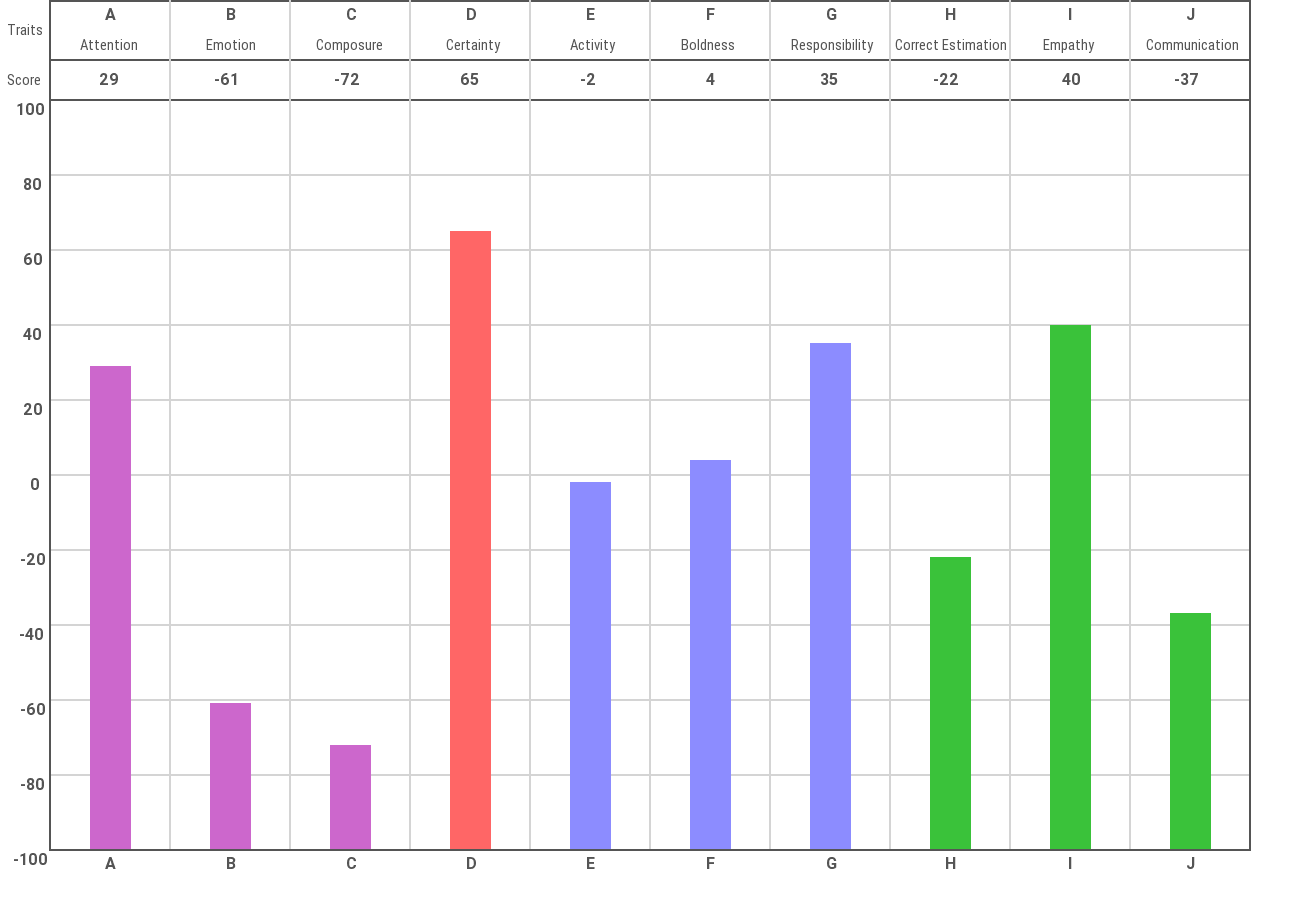 Traits A B C D E F G H I J
Attention Emotion Composure Certainty Activity Boldness Responsibility Correct Estimation Empathy Communication
Score 29 -61 -72 65 -2 4 35 -22 40 -37
100
80
60
40
20
0
-20
-40
-60
-80
-100
A B C D E F G H I J